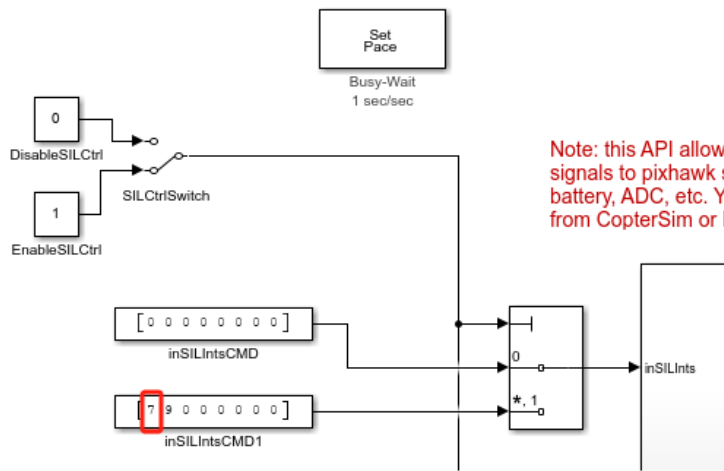 Set
Pace
Busy-Wait
1 sec/sec
0
DisableSILCtrl
SILCtrlSwitch
1
EnableSILCtrl
Note: this API allow
signals to pixhawk s
battery, ADC, etc. Y
from CopterSim or
[0 0 0 0 0 0 0 0]
inSILIntsCMD
0
inSILInts
[7 9 0 0 0 0 0 0]
*, 1
inSILIntsCMD1